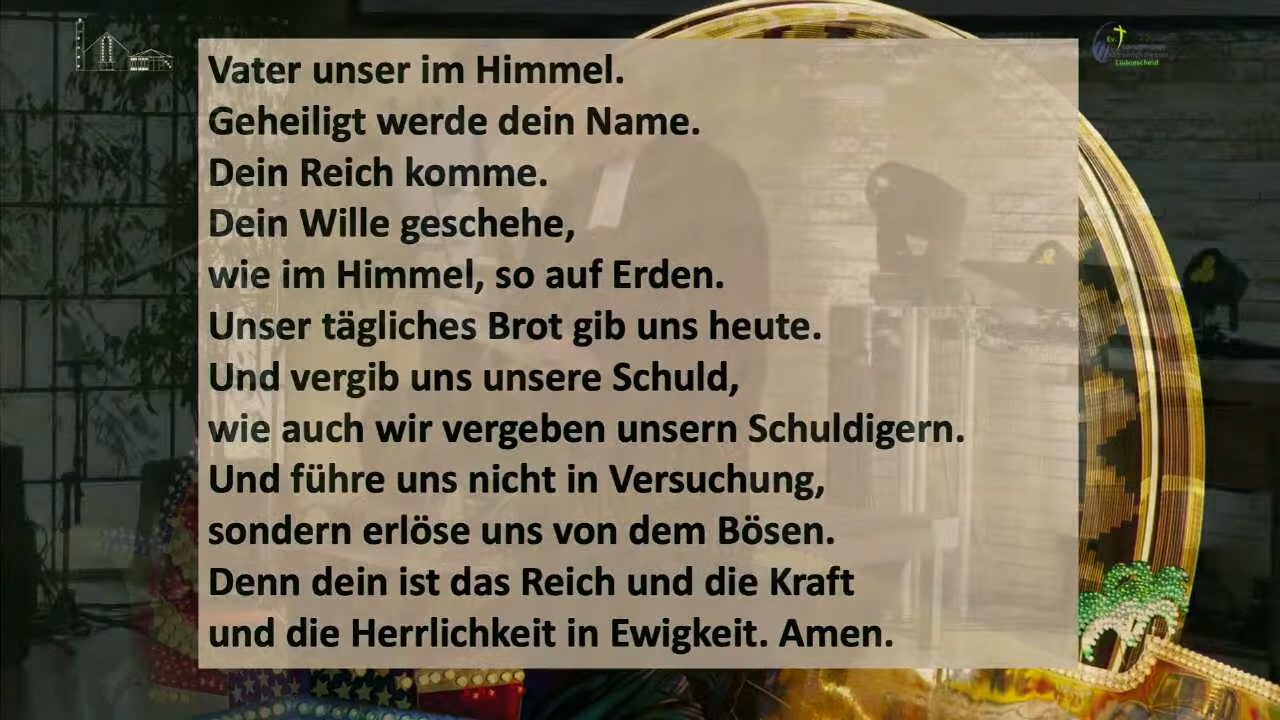 Vater unser im Himmel.
Geheiligt werde dein Name.
Dein Reich komme.
Dein Wille geschehe,
wie im Himmel, so auf Erden.
Unser tägliches Brot gib uns heute.
Und vergib uns unsere Schuld,
wie auch wir vergeben unsern Schuldigern.
Und führe uns nicht in Versuchung,
sondern erlöse uns von dem Bösen.
Denn dein ist das Reich und die Kraft
und die Herrlichkeit in Ewigkeit. Amen.
Ev.
Lüdenscheid